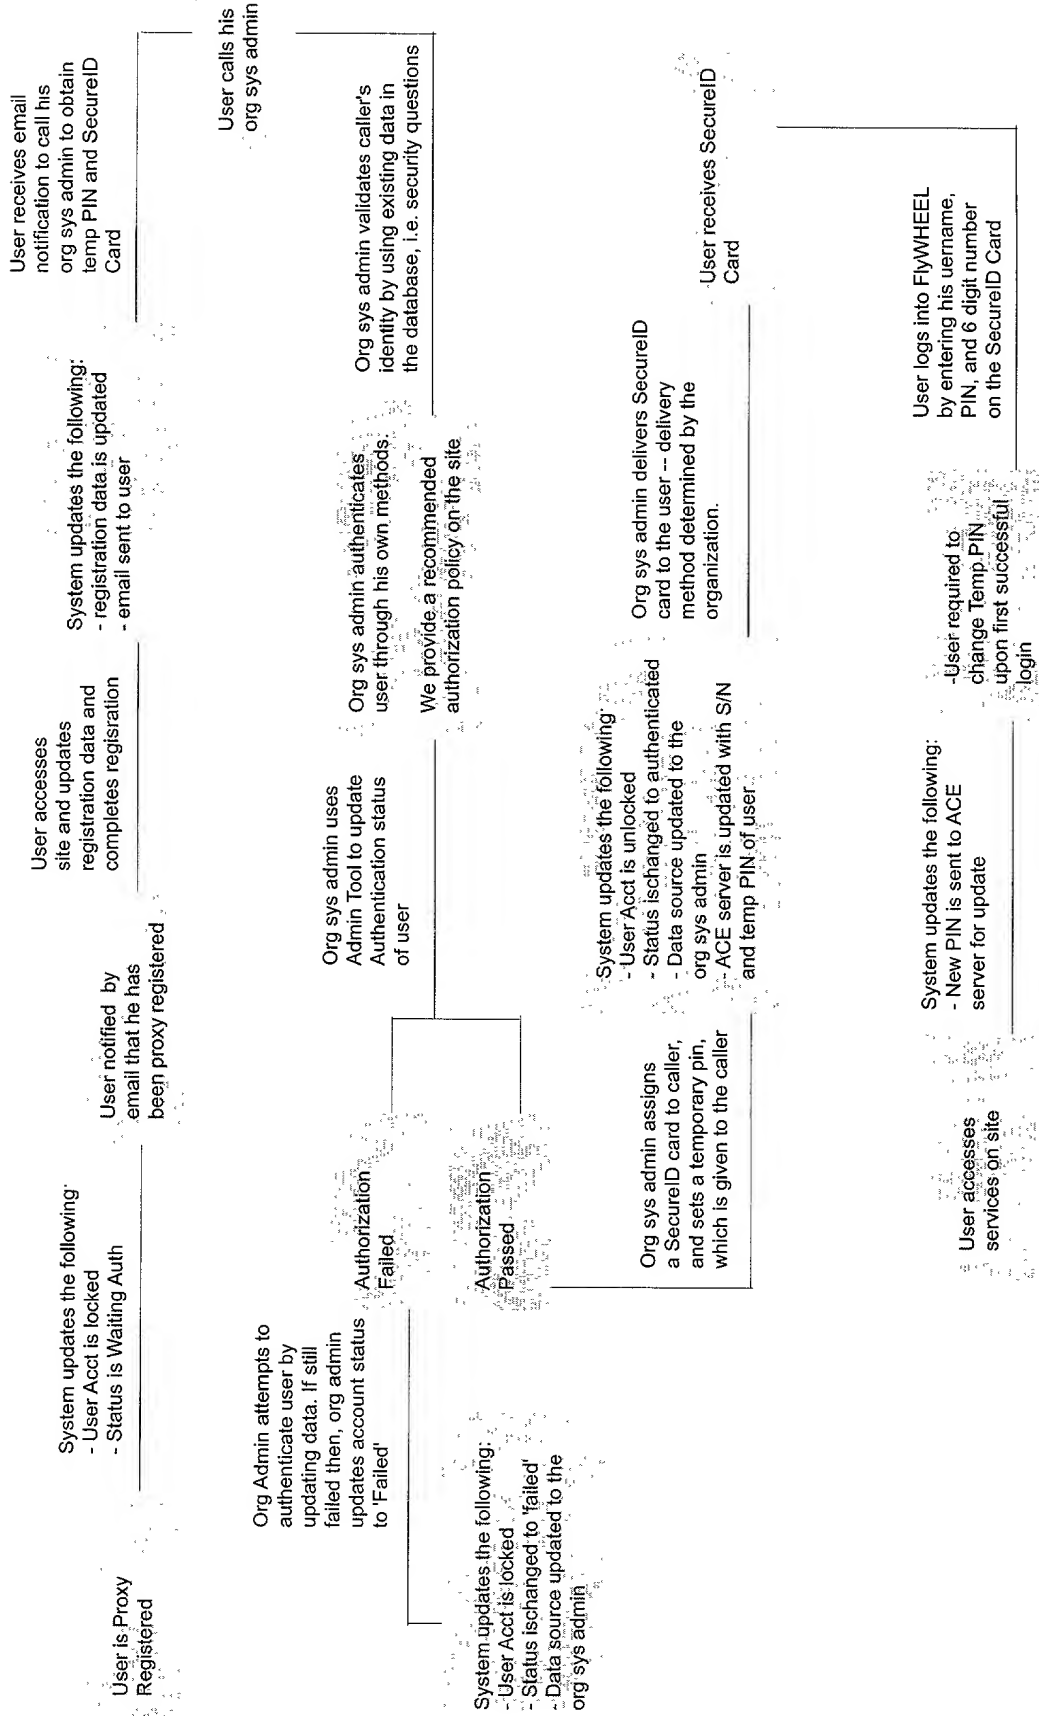 User is Proxy
Registered
System updates the following:
- User Acct is locked
- Status is Waiting Auth
User notified by
email that he has
been proxy registered
User accesses
site and updates
registration data and
completes regisration
System updates the following:
- registration data is updated
- email sent to user
User receives email
notification to call his
org sys admin to obtain
temp PIN and SecureID
Card
User calls his
org sys admin
Org sys admin validates caller's
identity by using existing data in
the database, i.e. security questions
Org sys admin authenticates
user through his own methods.
We provide a recommended
authorization policy on the site
Org sys admin uses
Admin Tool to update
Authentication status
of user
Authorization
Failed
Authorization
Passed
Org Admin attempts to
authenticate user by
updating data. If still
failed then, org admin
updates account status
to 'Failed'
System updates the following:
- User Acct is locked
- Status ischanged to 'failed'
- Data source updated to the
org sys admin
Org sys admin assigns
a SecureID card to caller,
and sets a temporary pin,
which is given to the caller
System updates the following:
- User Acct is unlocked
- Status ischanged to authenticated
- Data source updated to the
org sys admin
- ACE server is updated with S/N
and temp PIN of user
Org sys admin delivers SecureID
card to the user -- delivery
method determined by the
organization.
User receives SecureID
Card
User logs into FlyWHEEL
by entering his uername,
PIN, and 6 digit number
on the SecureID Card
-User required to
change Temp PIN
upon first successful
login
System updates the following:
- New PIN is sent to ACE
server for update
User accesses
services on site